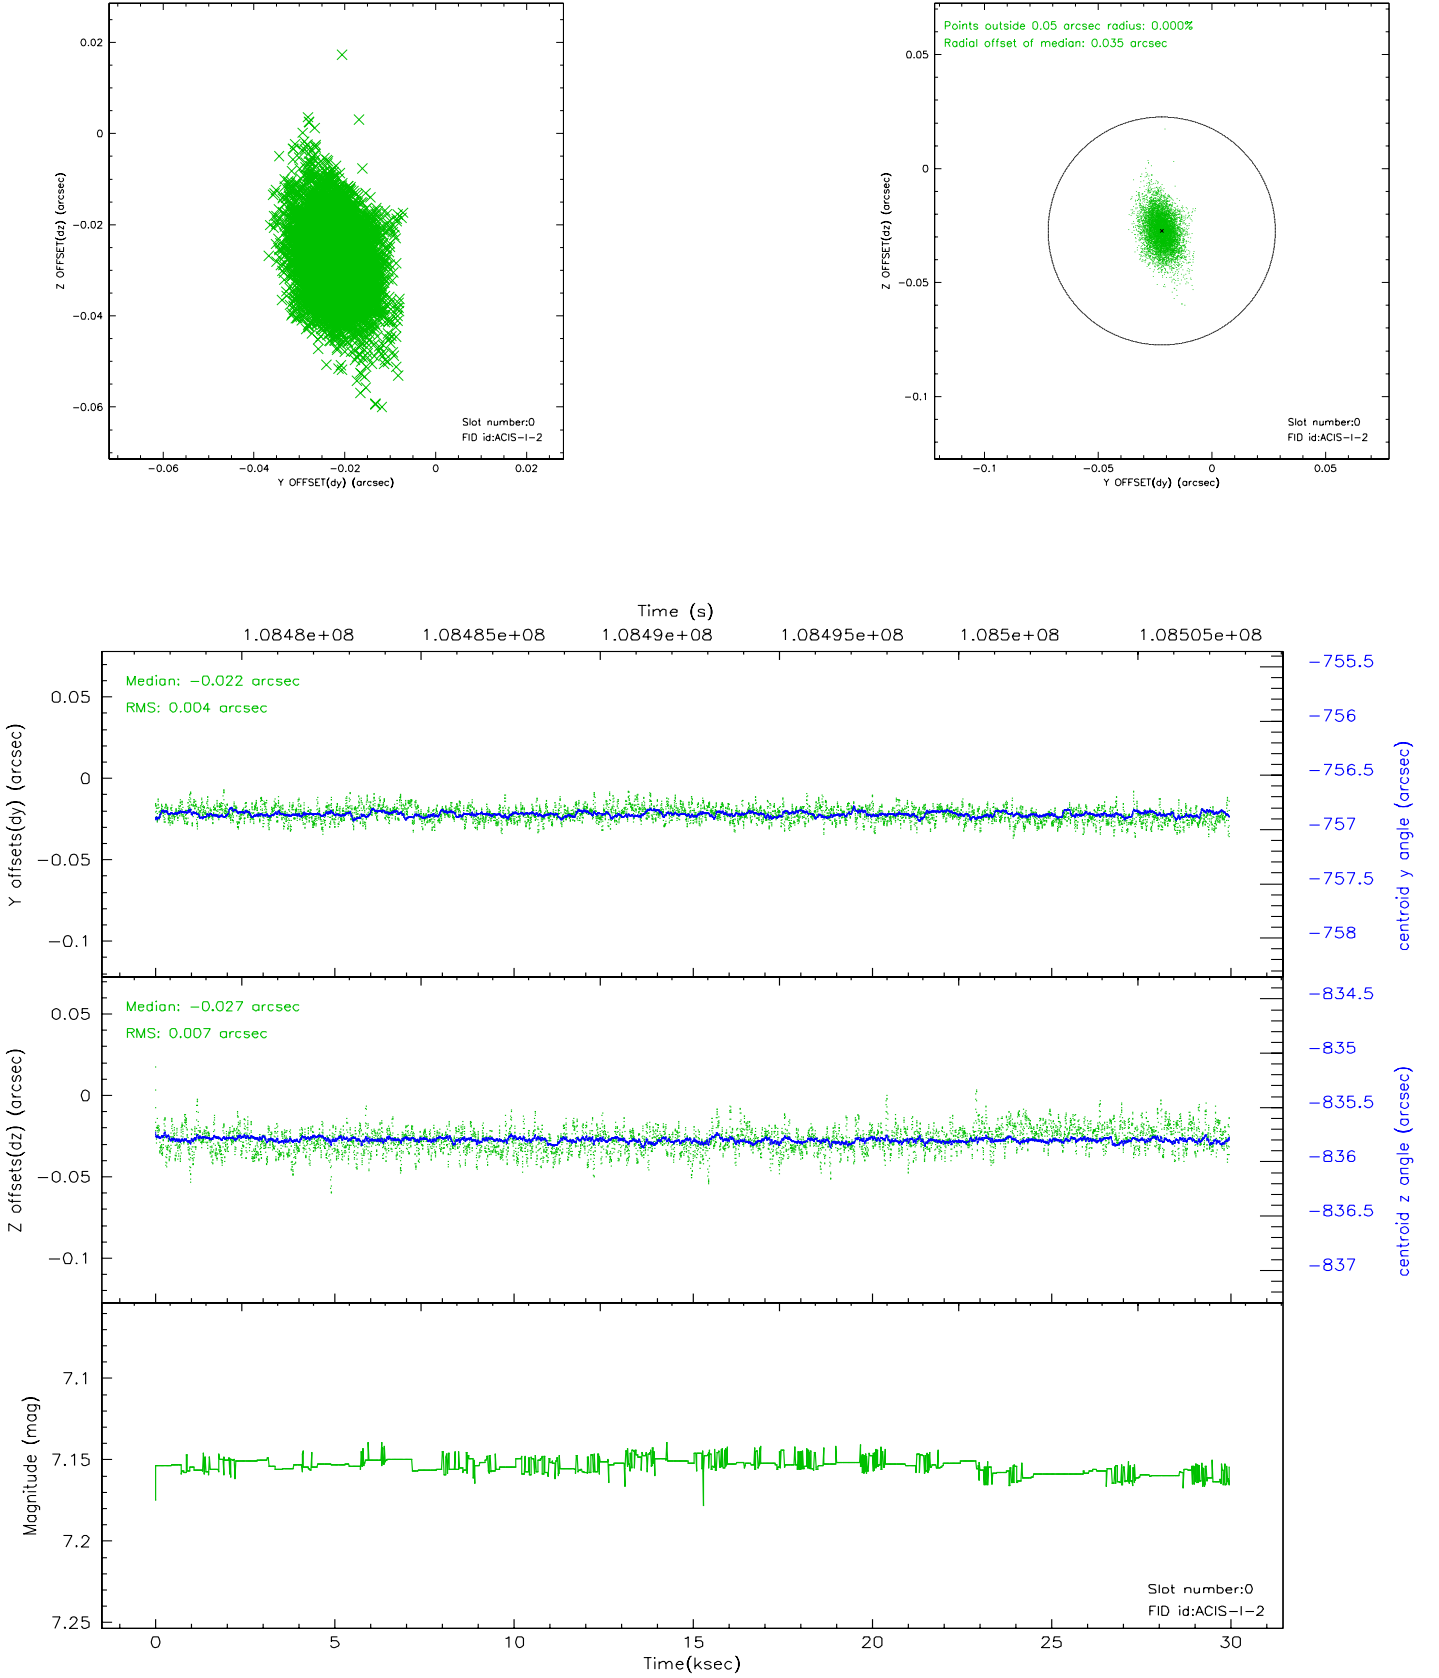 0.02
0
−0.02
−0.04
−0.06
Z OFFSET(dz) (arcsec)
−0.06
−0.04
−0.02
0
0.02
Y OFFSET(dy) (arcsec)
Slot number:0
FID id:ACIS−I−2
Points outside 0.05 arcsec radius: 0.000%
Radial offset of median: 0.035 arcsec
0.05
0
−0.05
−0.1
Z OFFSET(dz) (arcsec)
−0.1
−0.05
0
0.05
Y OFFSET(dy) (arcsec)
Slot number:0
FID id:ACIS−I−2
Time (s)
1.0848e+08
1.08485e+08
1.0849e+08
1.08495e+08
1.085e+08
1.08505e+08
Median: −0.022 arcsec
RMS: 0.004 arcsec
0.05
0
−0.05
−0.1
Y offsets(dy) (arcsec)
−755.5
−756
−756.5
−757
−757.5
−758
centroid y angle (arcsec)
Median: −0.027 arcsec
RMS: 0.007 arcsec
0.05
0
−0.05
−0.1
Z offsets(dz) (arcsec)
−834.5
−835
−835.5
−836
−836.5
−837
centroid z angle (arcsec)
7.1
7.15
7.2
7.25
Magnitude (mag)
Slot number:0
FID id:ACIS−I−2
0
5
10
15
20
25
30
Time(ksec)